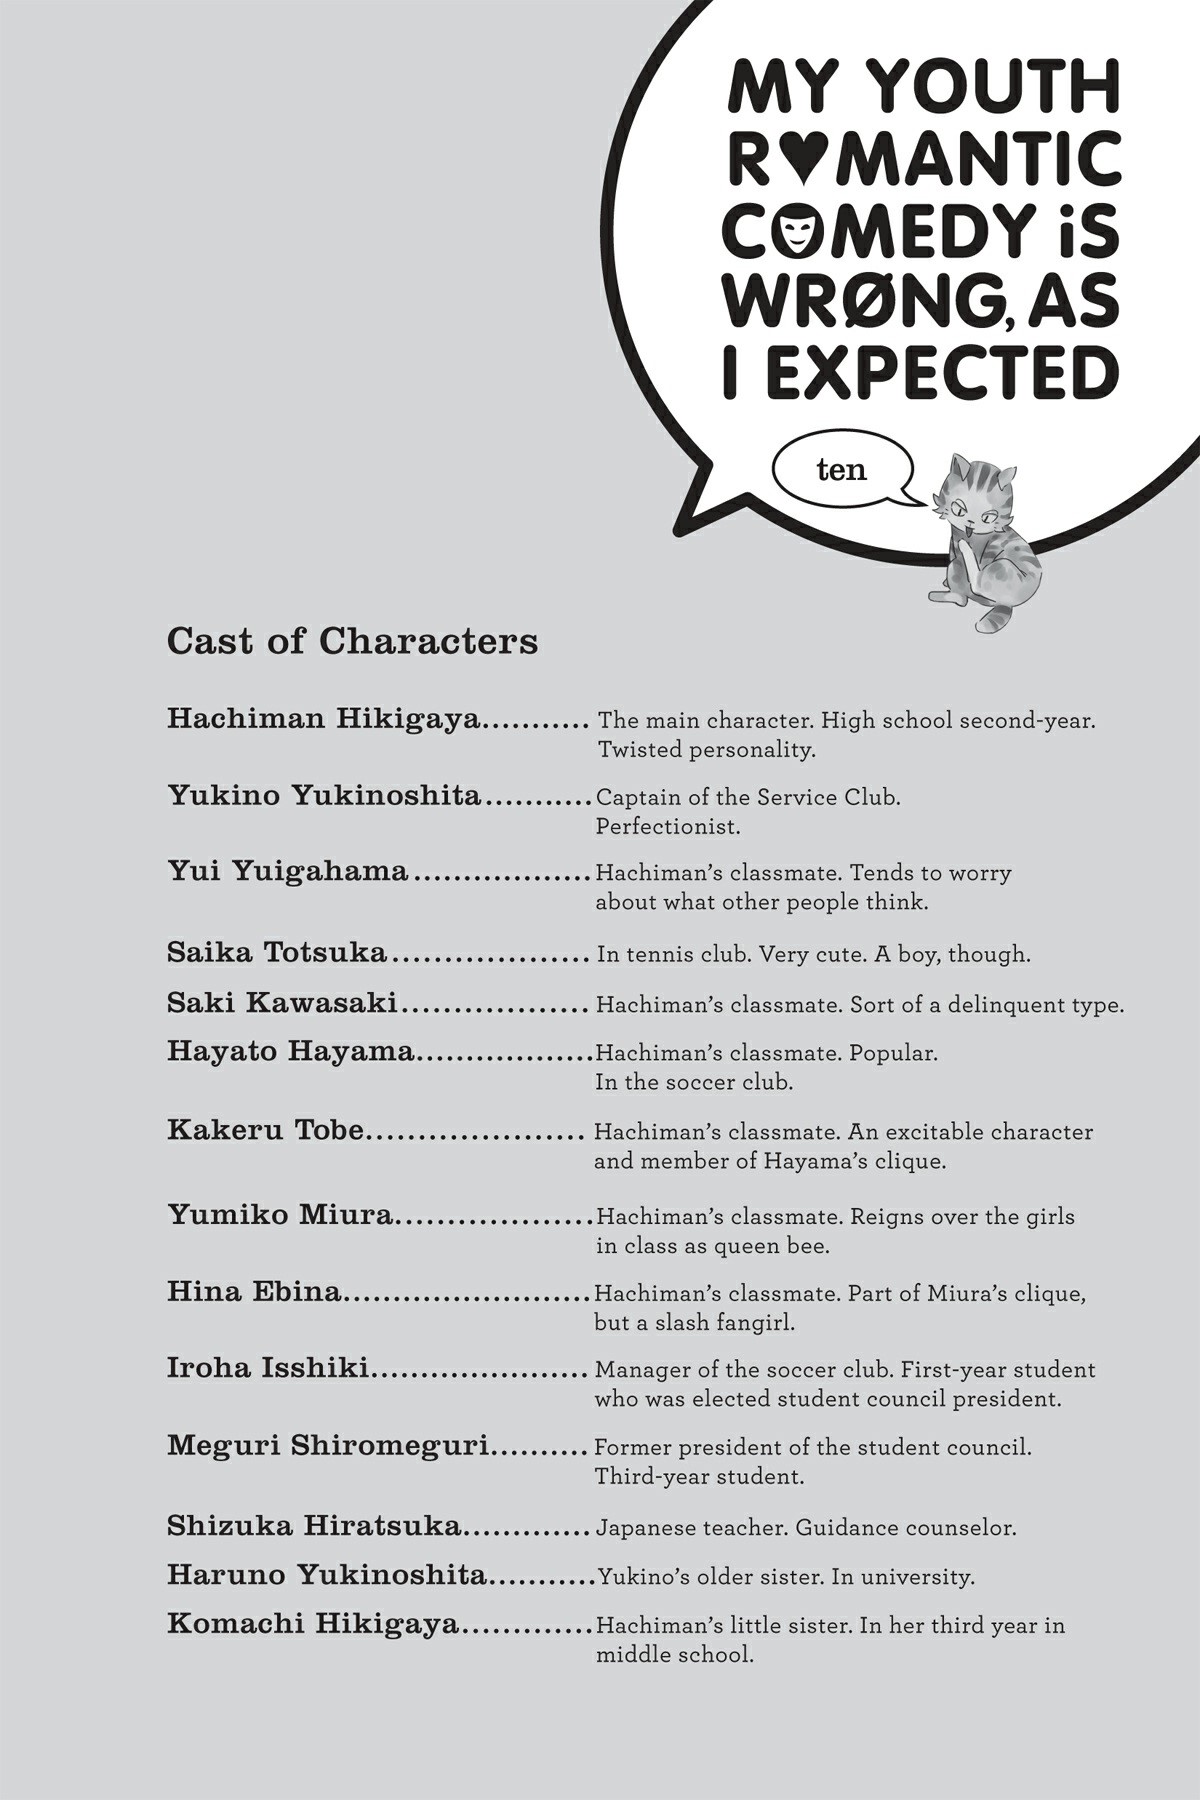 MY YOUTH
R♥MANTIC
COMEDY iS
WRØNG, AS
I EXPECTED
ten
Cast of Characters
Hachiman Hikigaya........... The main character. High school second-year.
Twisted personality.
Yukino Yukinoshita...........Captain of the Service Club.
Perfectionist.
Yui Yuigahama.................Hachiman’s classmate. Tends to worry
about what other people think.
Saika Totsuka................... In tennis club. Very cute. A boy, though.
Saki Kawasaki.................. Hachiman’s classmate. Sort of a delinquent type.
Hayato Hayama.................Hachiman’s classmate. Popular.
In the soccer club.
Kakeru Tobe..................... Hachiman’s classmate. An excitable character
and member of Hayama’s clique.
Yumiko Miura...................Hachiman’s classmate. Reigns over the girls
in class as queen bee.
Hina Ebina........................Hachiman’s classmate. Part of Miura’s clique,
but a slash fangirl.
Iroha Isshiki..................... Manager of the soccer club. First-year student
who was elected student council president.
Meguri Shiromeguri.......... Former president of the student council.
Third-year student.
Shizuka Hiratsuka............ Japanese teacher. Guidance counselor.
Haruno Yukinoshita...........Yukino’s older sister. In university.
Komachi Hikigaya.............Hachiman’s little sister. In her third year in
middle school.